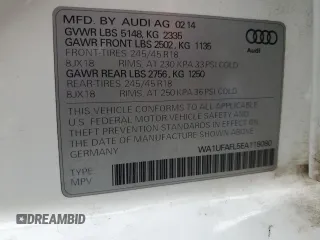 MFD. BY AUDI AG 02 14
GVWR LBS 5148, KG 2335
GAWR FRONT LBS 2502, KG 1135
FRONT-TIRES: 245/45 R18
8JX18 RIMS, AT 230 KPA 33 PSI COLD
GAWR REAR LBS 2756, KG 1250
REAR-TIRES: 245/45 R18
8JX18 RIMS, AT 250 KPA 36 PSI COLD
Audi
THIS VEHICLE CONFORMS TO ALL APPLICABLE
U.S. FEDERAL MOTOR VEHICLE SAFETY AND
THEFT PREVENTION STANDARDS IN EFFECT ON
THE DATE OF MANUFACTURE SHOWN ABOVE.
GERMANY
TYPE:
MPV
AUTOBIDMASTER